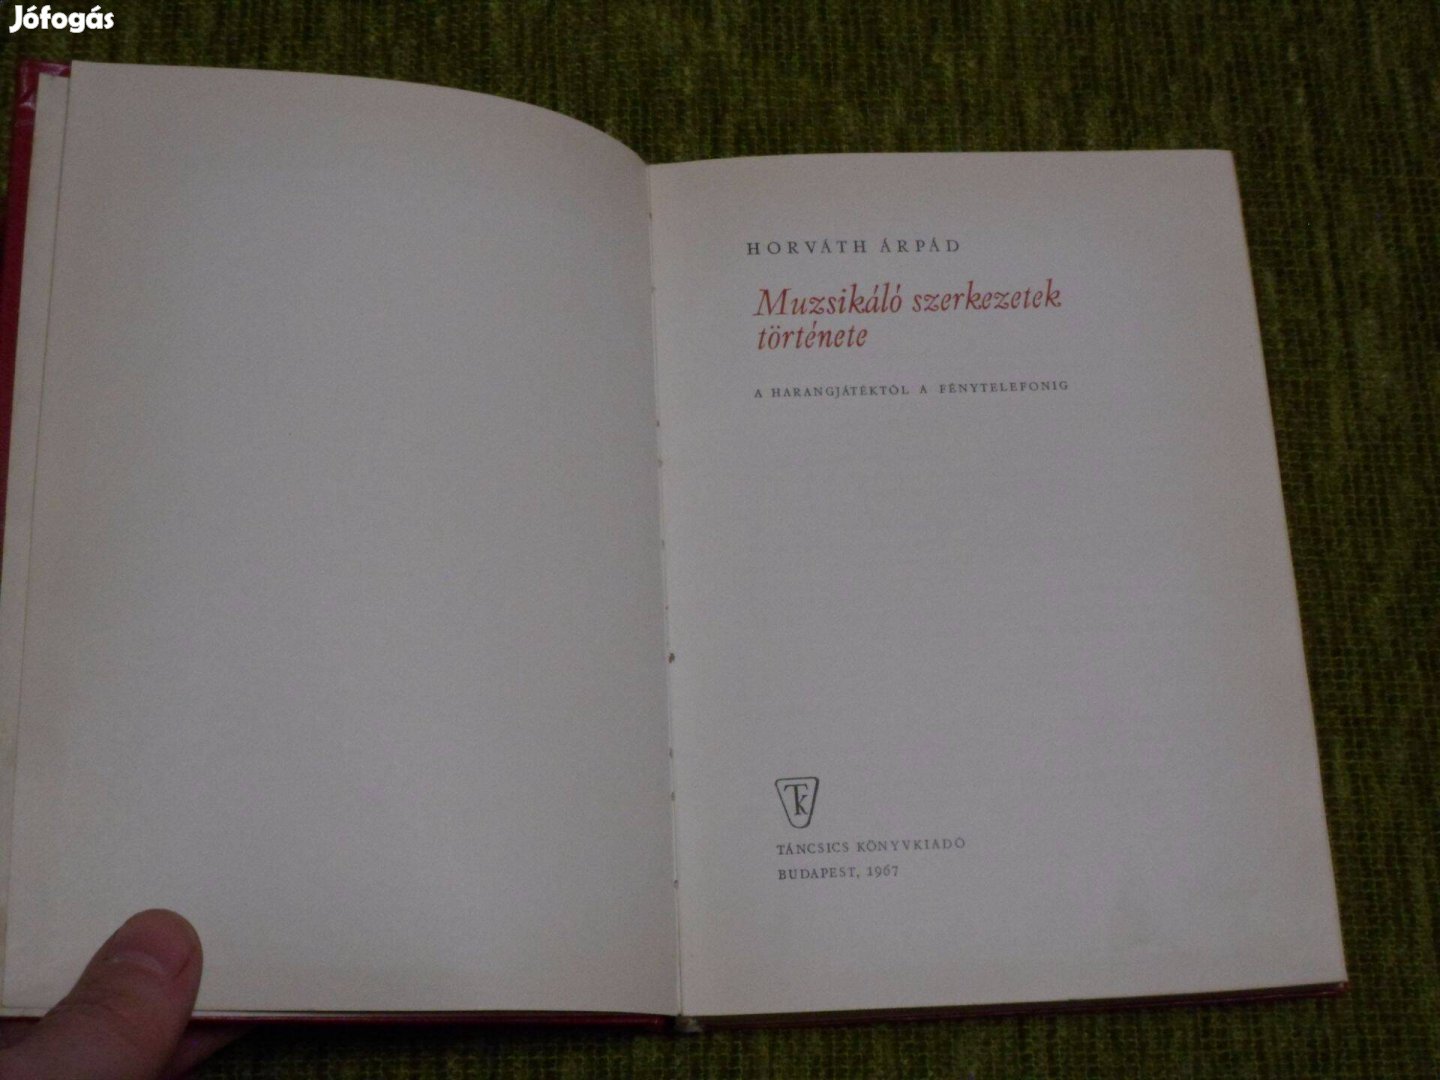 Jófogás
HORVÁTH ÁRPÁD
Muzsikáló szerkezetek
története
A HARANGJÁTÉKTÓL A FÉNYTELEFONIG
Tk
TÁNCSICS KÖNYVKIADÓ
BUDAPEST, 1967